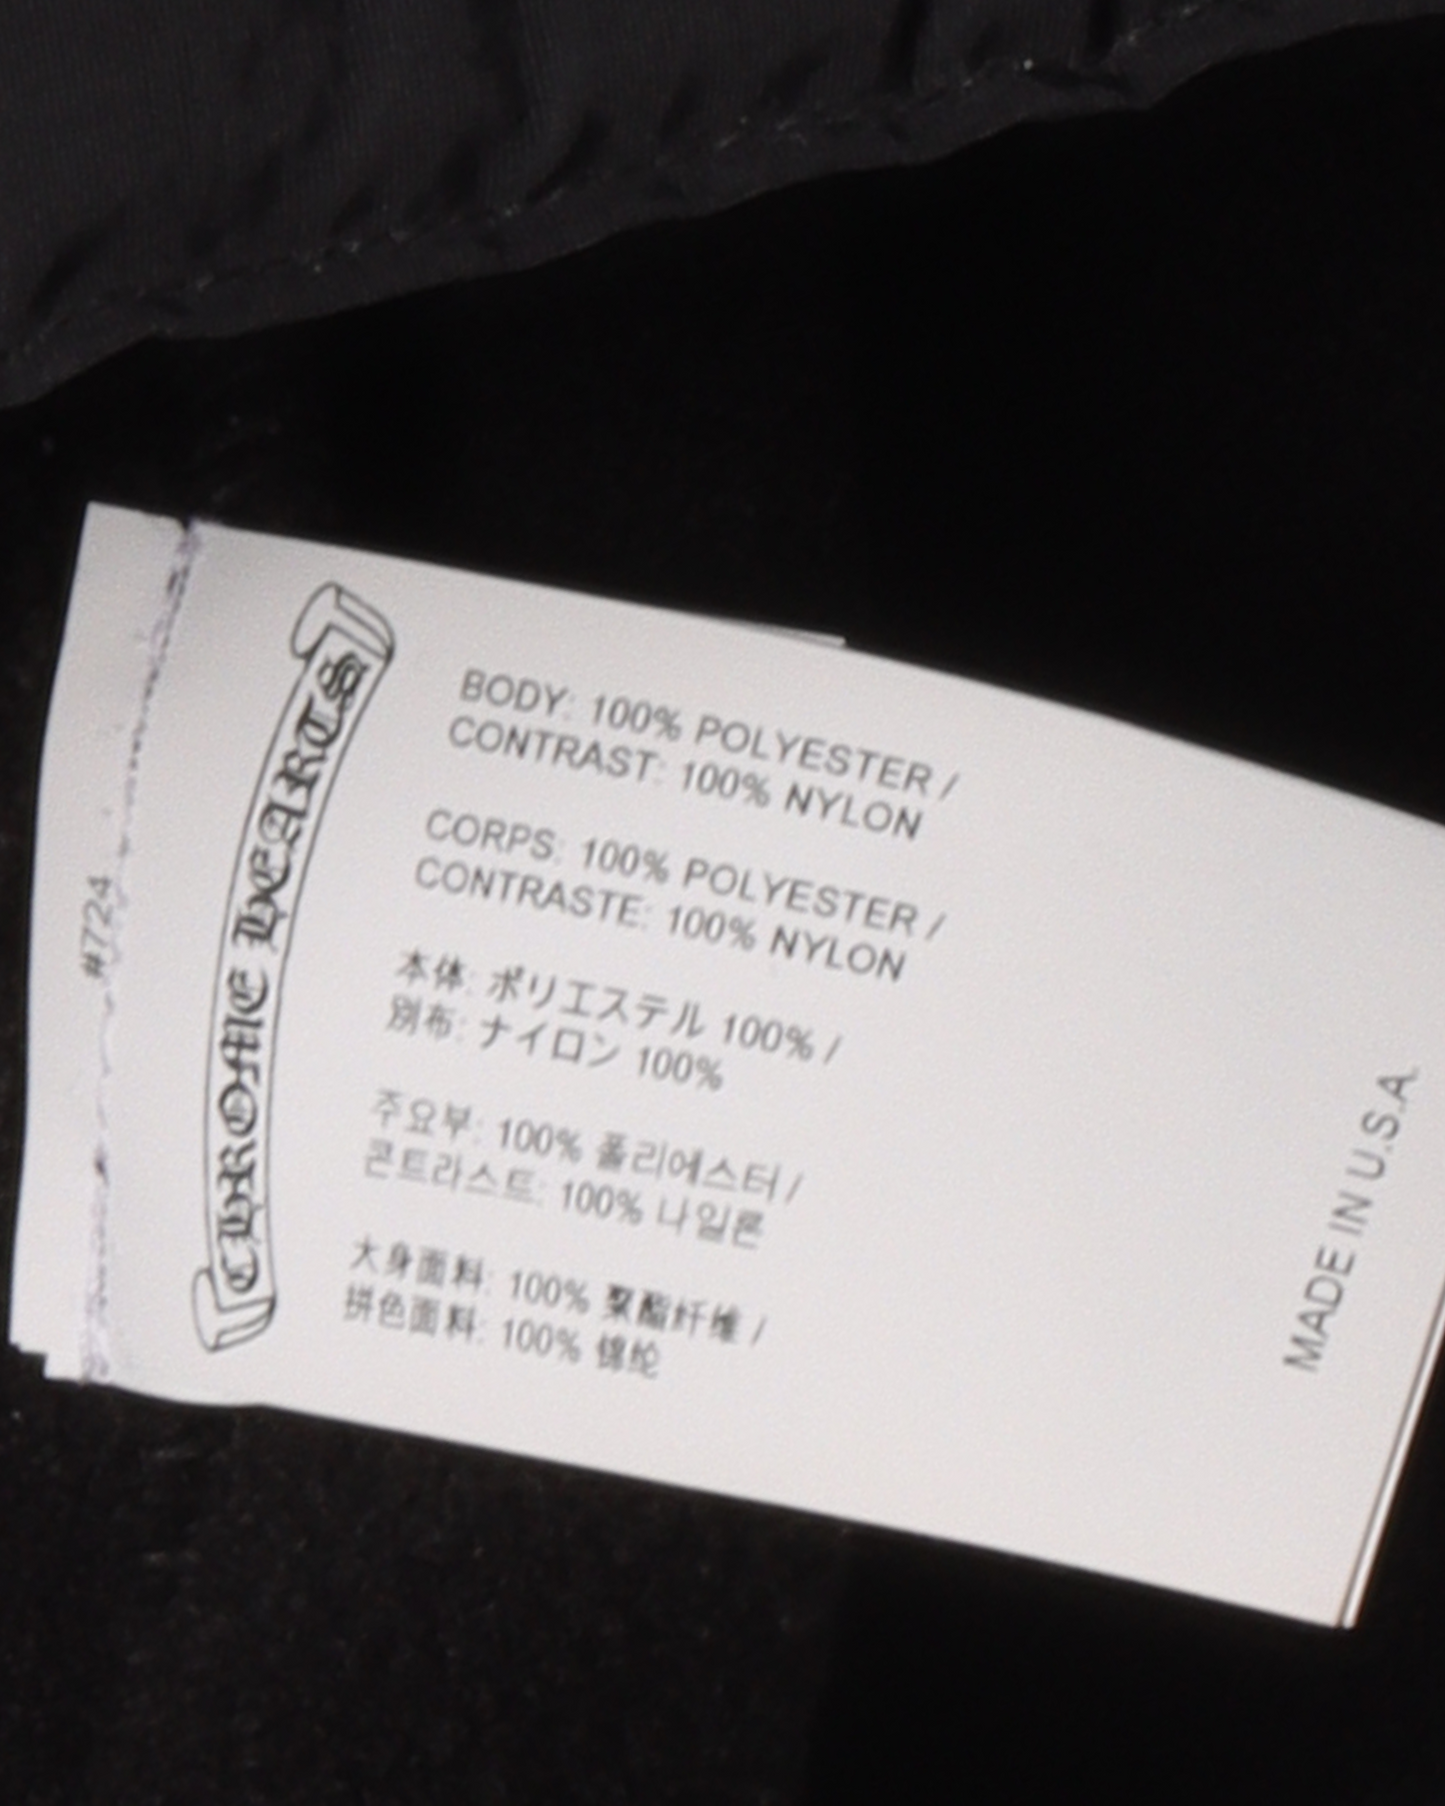 #724
CHROME HEARTS
BODY: 100% POLYESTER /
CONTRAST: 100% NYLON
CORPS: 100% POLYESTER /
CONTRASTE: 100% NYLON
本体: ポリエステル 100% /
別布: ナイロン 100%
주요부: 100% 폴리에스터 /
콘트라스트: 100% 나일론
大身面料: 100% 聚酯纤维 /
拼色面料: 100% 锦纶
MADE IN U.S.A.